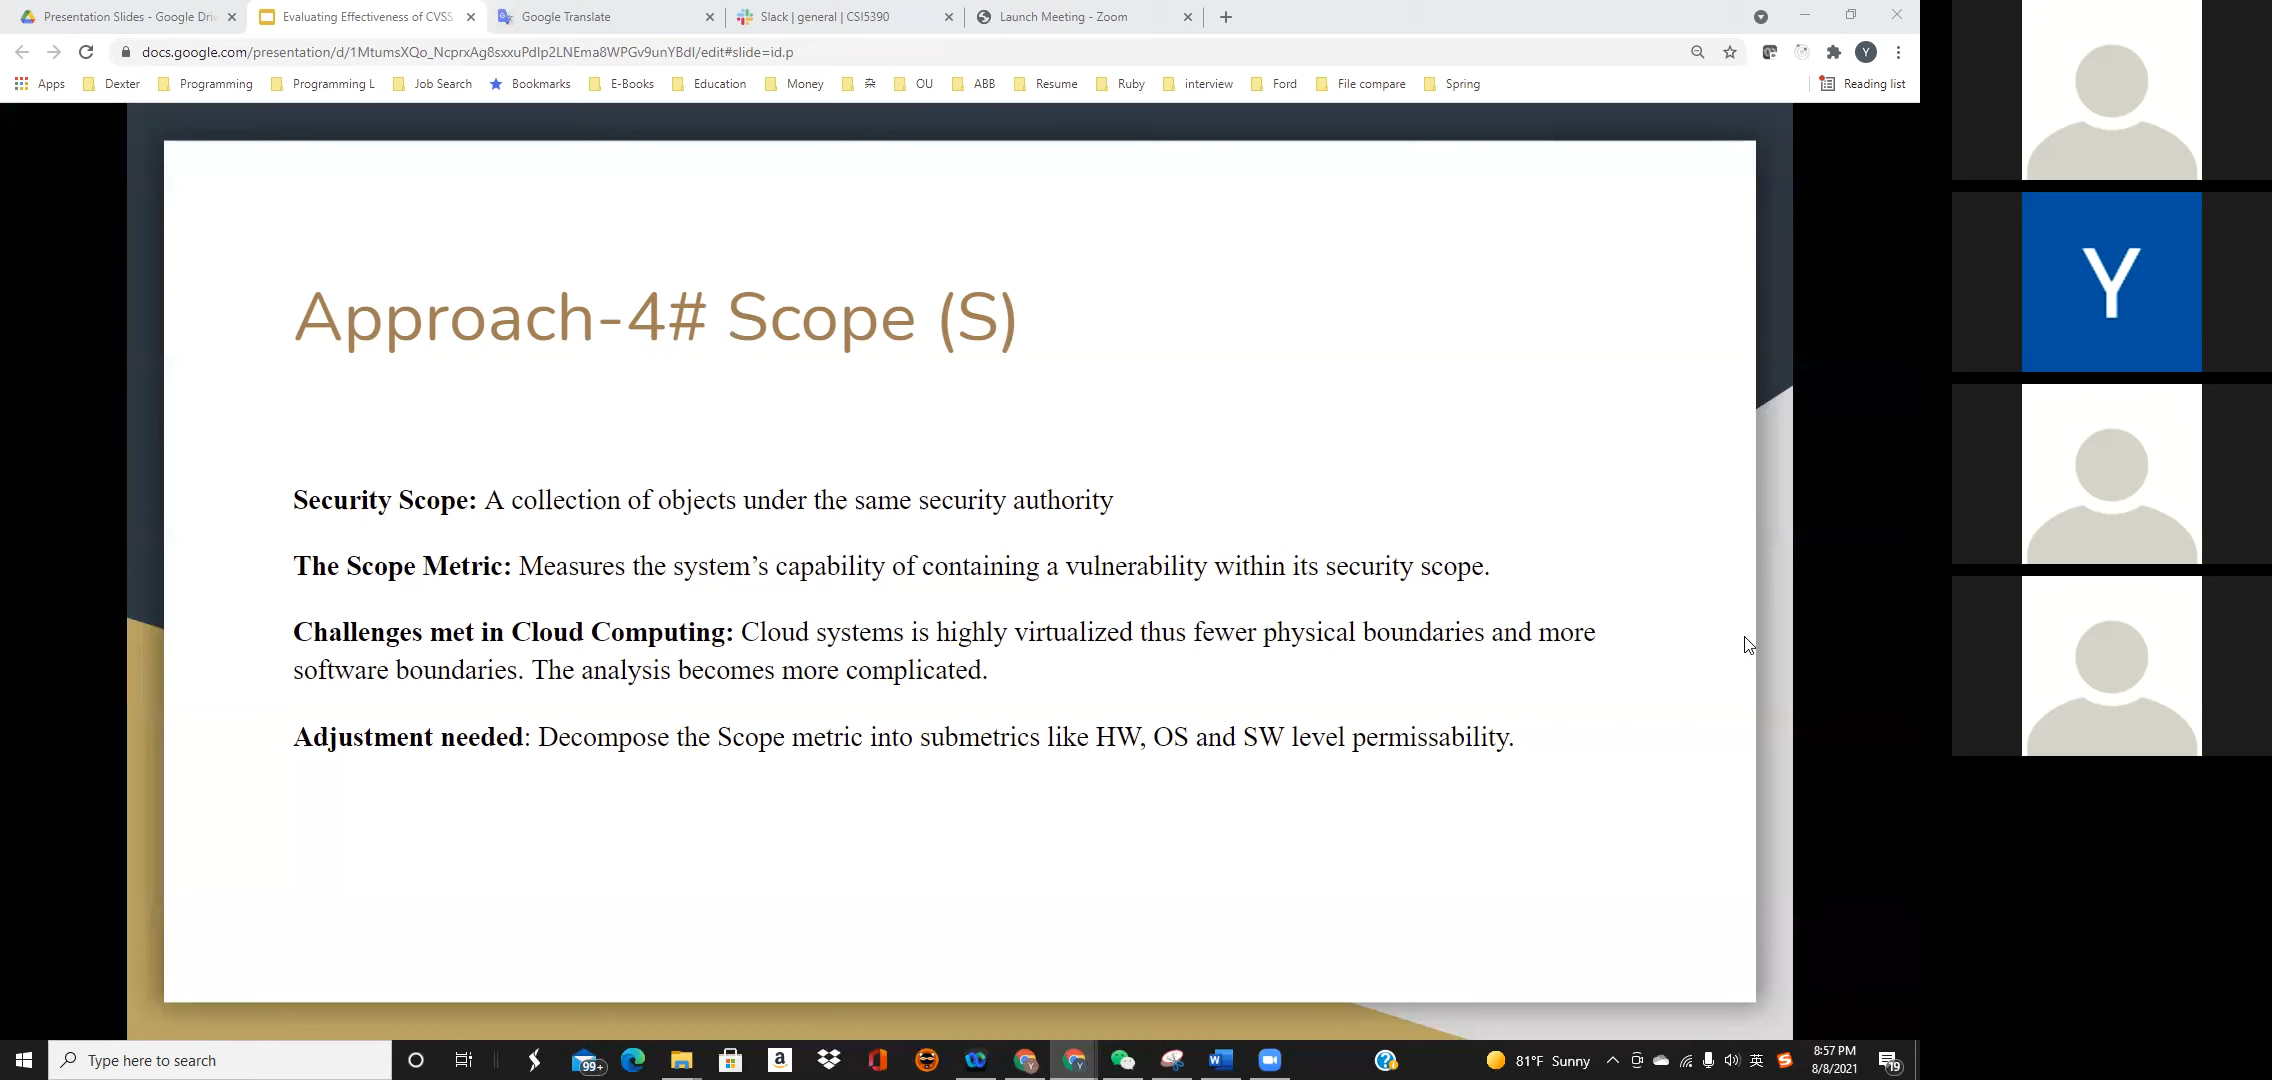 Presentation Slides - Google Driv
Evaluating Effectiveness of CVSS
Google Translate
Slack | general | CSI5390
Launch Meeting - Zoom
docs.google.com/presentation/d/1MtumsXQo_NcprxAg8sxxuPdIp2LNEma8WPGv9unYBdI/edit#slide=id.p
Y
Apps
Dexter
Programming
Programming L
Job Search
Bookmarks
E-Books
Education
Money
杂
OU
ABB
Resume
Ruby
interview
Ford
File compare
Spring
Reading list
Y
Approach-4# Scope (S)
Security Scope: A collection of objects under the same security authority
The Scope Metric: Measures the system’s capability of containing a vulnerability within its security scope.
Challenges met in Cloud Computing: Cloud systems is highly virtualized thus fewer physical boundaries and more
software boundaries. The analysis becomes more complicated.
Adjustment needed: Decompose the Scope metric into submetrics like HW, OS and SW level permissability.
Type here to search
99+
81°F Sunny
英
8:57 PM
8/8/2021
19